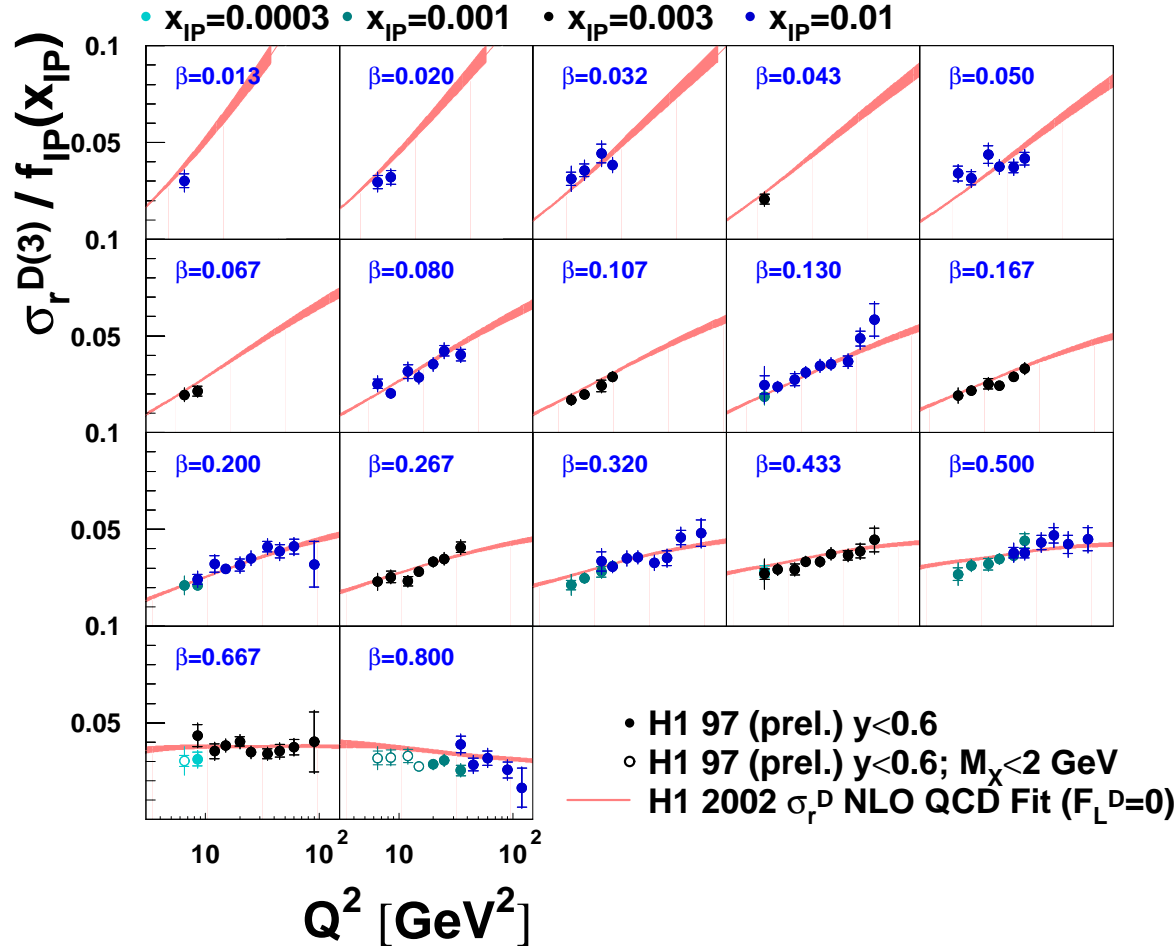 x_IP=0.0003 x_IP=0.001 x_IP=0.003 x_IP=0.01
σ_r^D(3) / f_IP(x_IP)
0.1
β=0.013 β=0.020 β=0.032 β=0.043 β=0.050
0.05
0.1
β=0.067 β=0.080 β=0.107 β=0.130 β=0.167
0.05
0.1
β=0.200 β=0.267 β=0.320 β=0.433 β=0.500
0.05
0.1
β=0.667 β=0.800
0.05
H1 97 (prel.) y<0.6
H1 97 (prel.) y<0.6; M_X<2 GeV
H1 2002 σ_r^D NLO QCD Fit (F_L^D=0)
10 10^2 10 10^2
Q^2 [GeV^2]